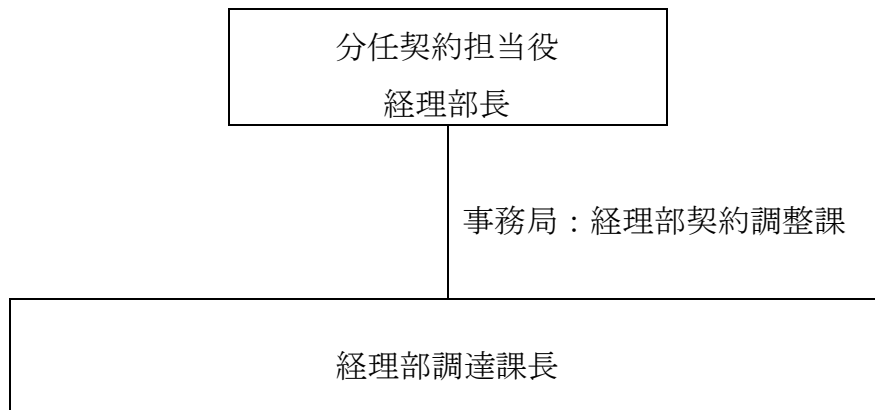 分任契約担当役
経理部長
事務局：経理部契約調整課
経理部調達課長